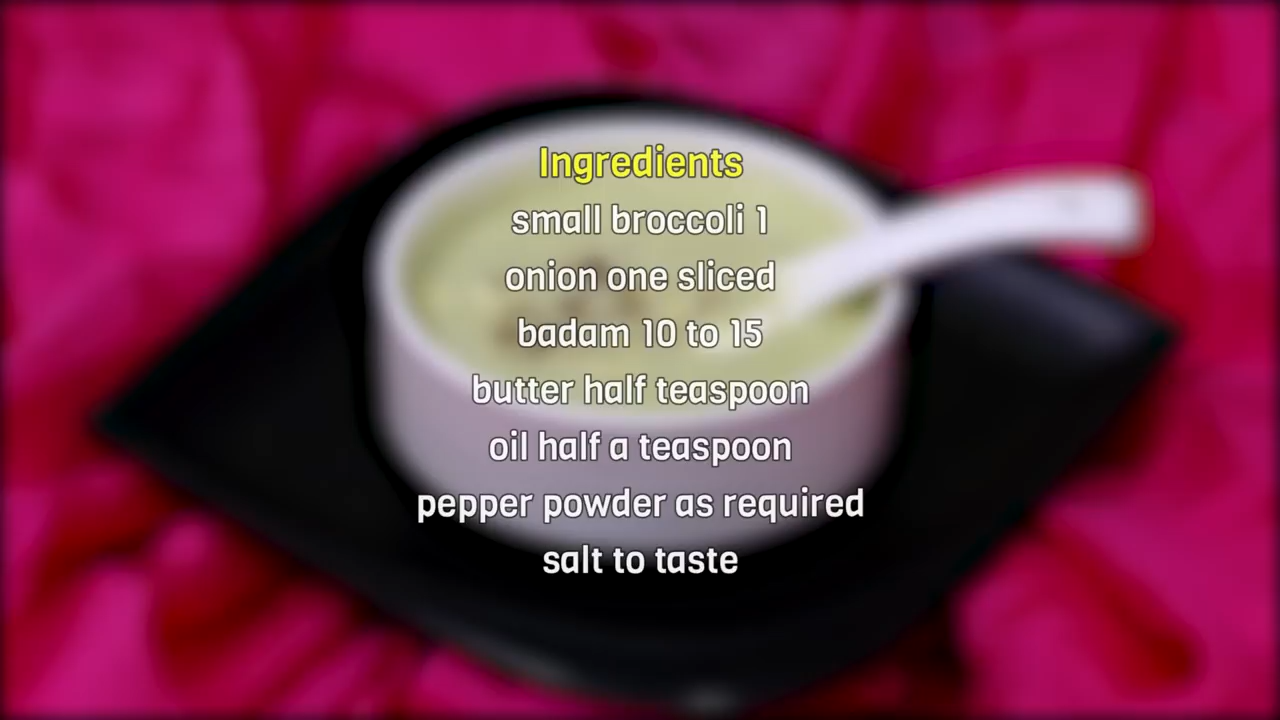 Ingredients
small broccoli 1
onion one sliced
badam 10 to 15
butter half teaspoon
oil half a teaspoon
pepper powder as required
salt to taste